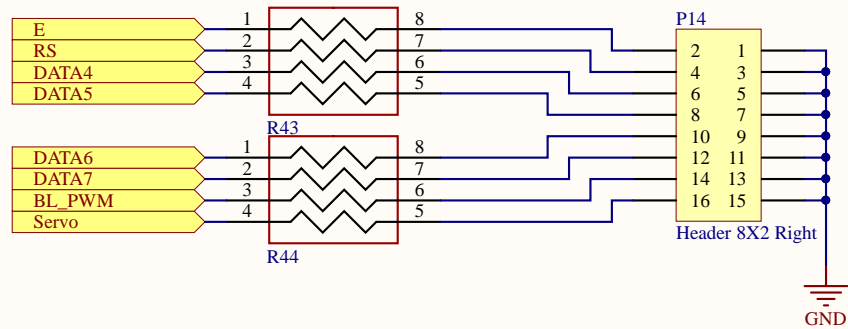 E 1 8
RS 2 7
DATA4 3 6
DATA5 4 5
R43
DATA6 1 8
DATA7 2 7
BL_PWM 3 6
Servo 4 5
R44
P14
2 1
4 3
6 5
8 7
10 9
12 11
14 13
16 15
Header 8X2 Right
GND